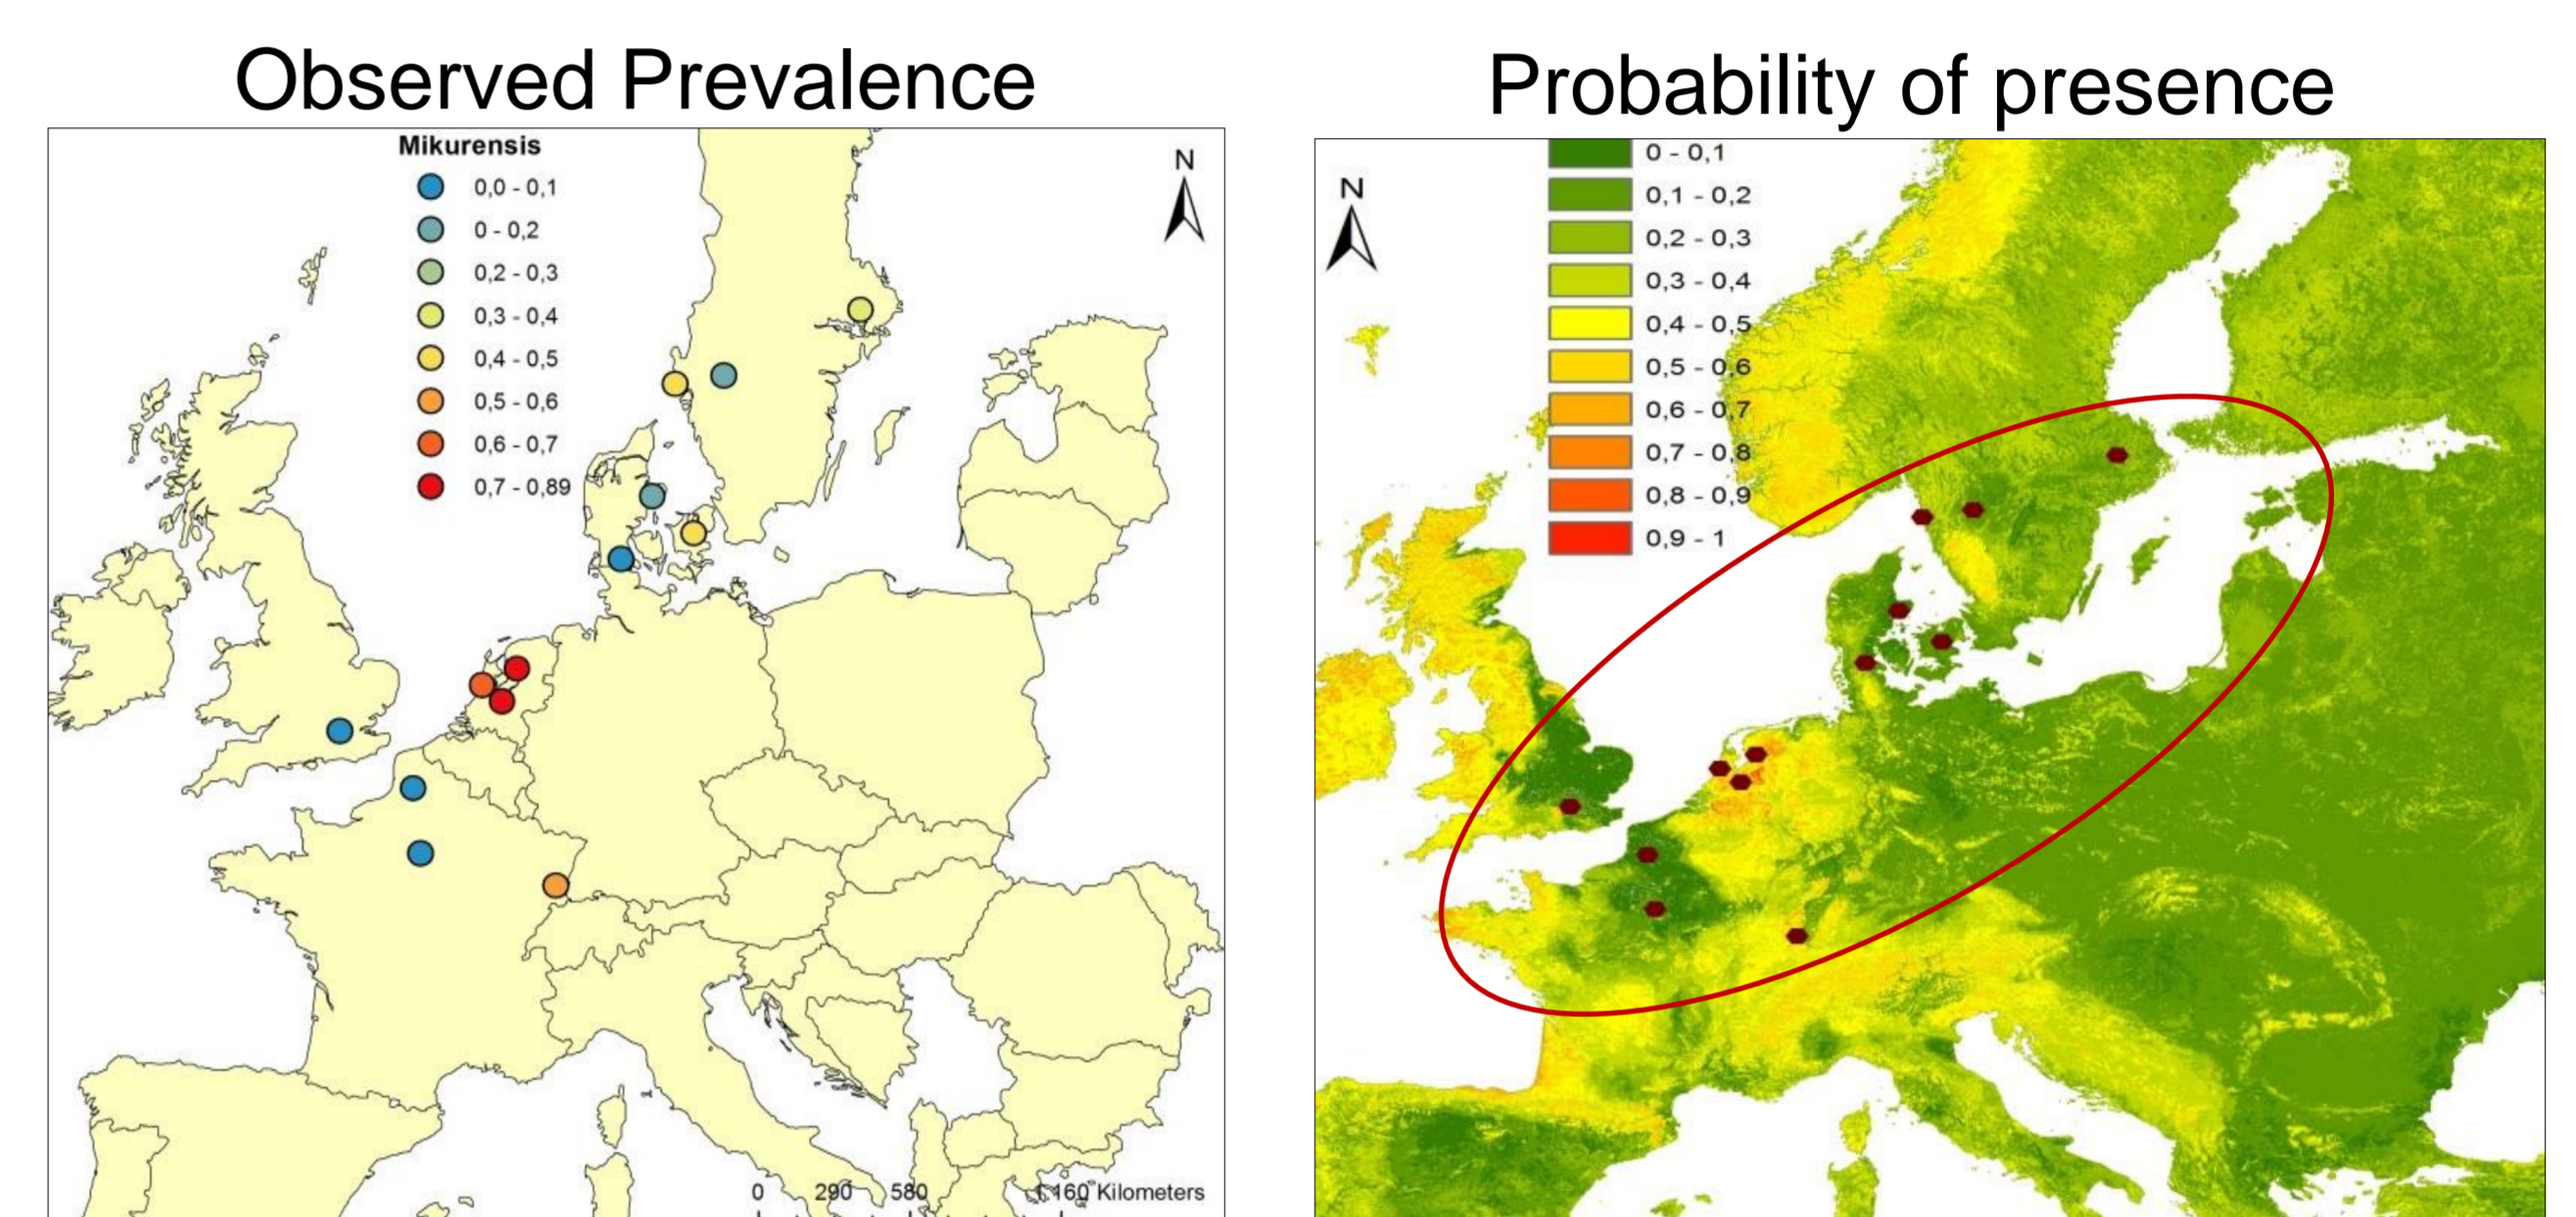 Observed Prevalence
Mikurensis
0,0 - 0,1
0 - 0,2
0,2 - 0,3
0,3 - 0,4
0,4 - 0,5
0,5 - 0,6
0,6 - 0,7
0,7 - 0,89
N
0 290 580 1 160 Kilometers
Probability of presence
N
0 - 0,1
0,1 - 0,2
0,2 - 0,3
0,3 - 0,4
0,4 - 0,5
0,5 - 0,6
0,6 - 0,7
0,7 - 0,8
0,8 - 0,9
0,9 - 1